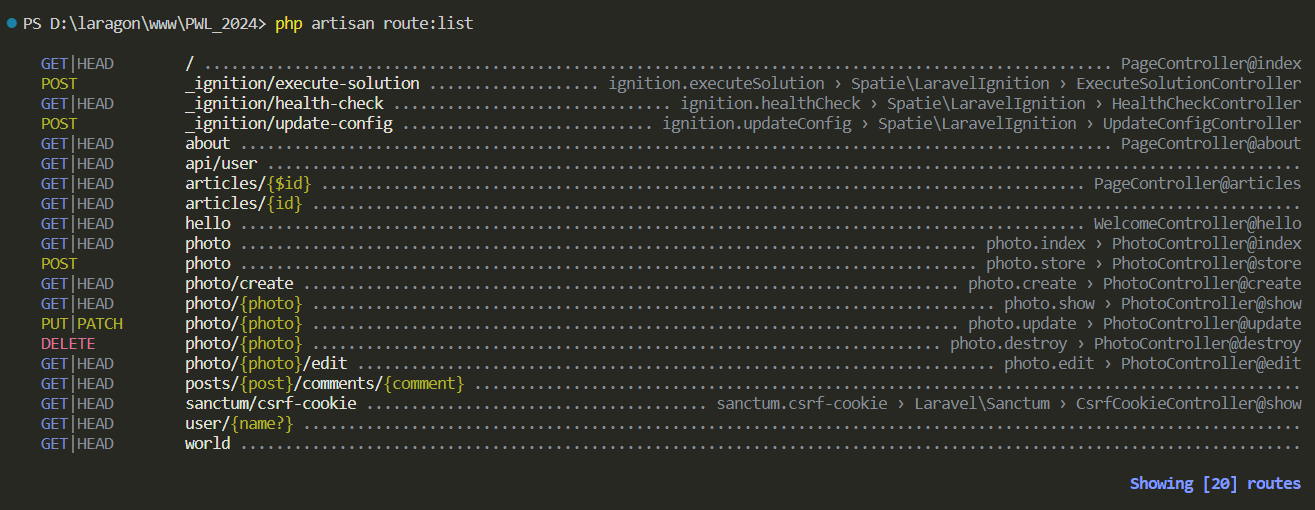 PS D:\laragon\www\PWL_2024> php artisan route:list
GET|HEAD / .................................................................................................... PageController@index
POST _ignition/execute-solution ................... ignition.executeSolution › Spatie\LaravelIgnition › ExecuteSolutionController
GET|HEAD _ignition/health-check ............................... ignition.healthCheck › Spatie\LaravelIgnition › HealthCheckController
POST _ignition/update-config ............................ ignition.updateConfig › Spatie\LaravelIgnition › UpdateConfigController
GET|HEAD about ................................................................................................ PageController@about
GET|HEAD api/user ...................................................................................................................
GET|HEAD articles/{$id} ..................................................................................... PageController@articles
GET|HEAD articles/{id} ..............................................................................................................
GET|HEAD hello ............................................................................................. WelcomeController@hello
GET|HEAD photo ................................................................................. photo.index › PhotoController@index
POST photo ................................................................................. photo.store › PhotoController@store
GET|HEAD photo/create ........................................................................ photo.create › PhotoController@create
GET|HEAD photo/{photo} ........................................................................... photo.show › PhotoController@show
PUT|PATCH photo/{photo} ....................................................................... photo.update › PhotoController@update
DELETE photo/{photo} ..................................................................... photo.destroy › PhotoController@destroy
GET|HEAD photo/{photo}/edit ...................................................................... photo.edit › PhotoController@edit
GET|HEAD posts/{post}/comments/{comment} ............................................................................................
GET|HEAD sanctum/csrf-cookie ...................................... sanctum.csrf-cookie › Laravel\Sanctum › CsrfCookieController@show
GET|HEAD user/{name?} ...............................................................................................................
GET|HEAD world ......................................................................................................................
Showing [20] routes